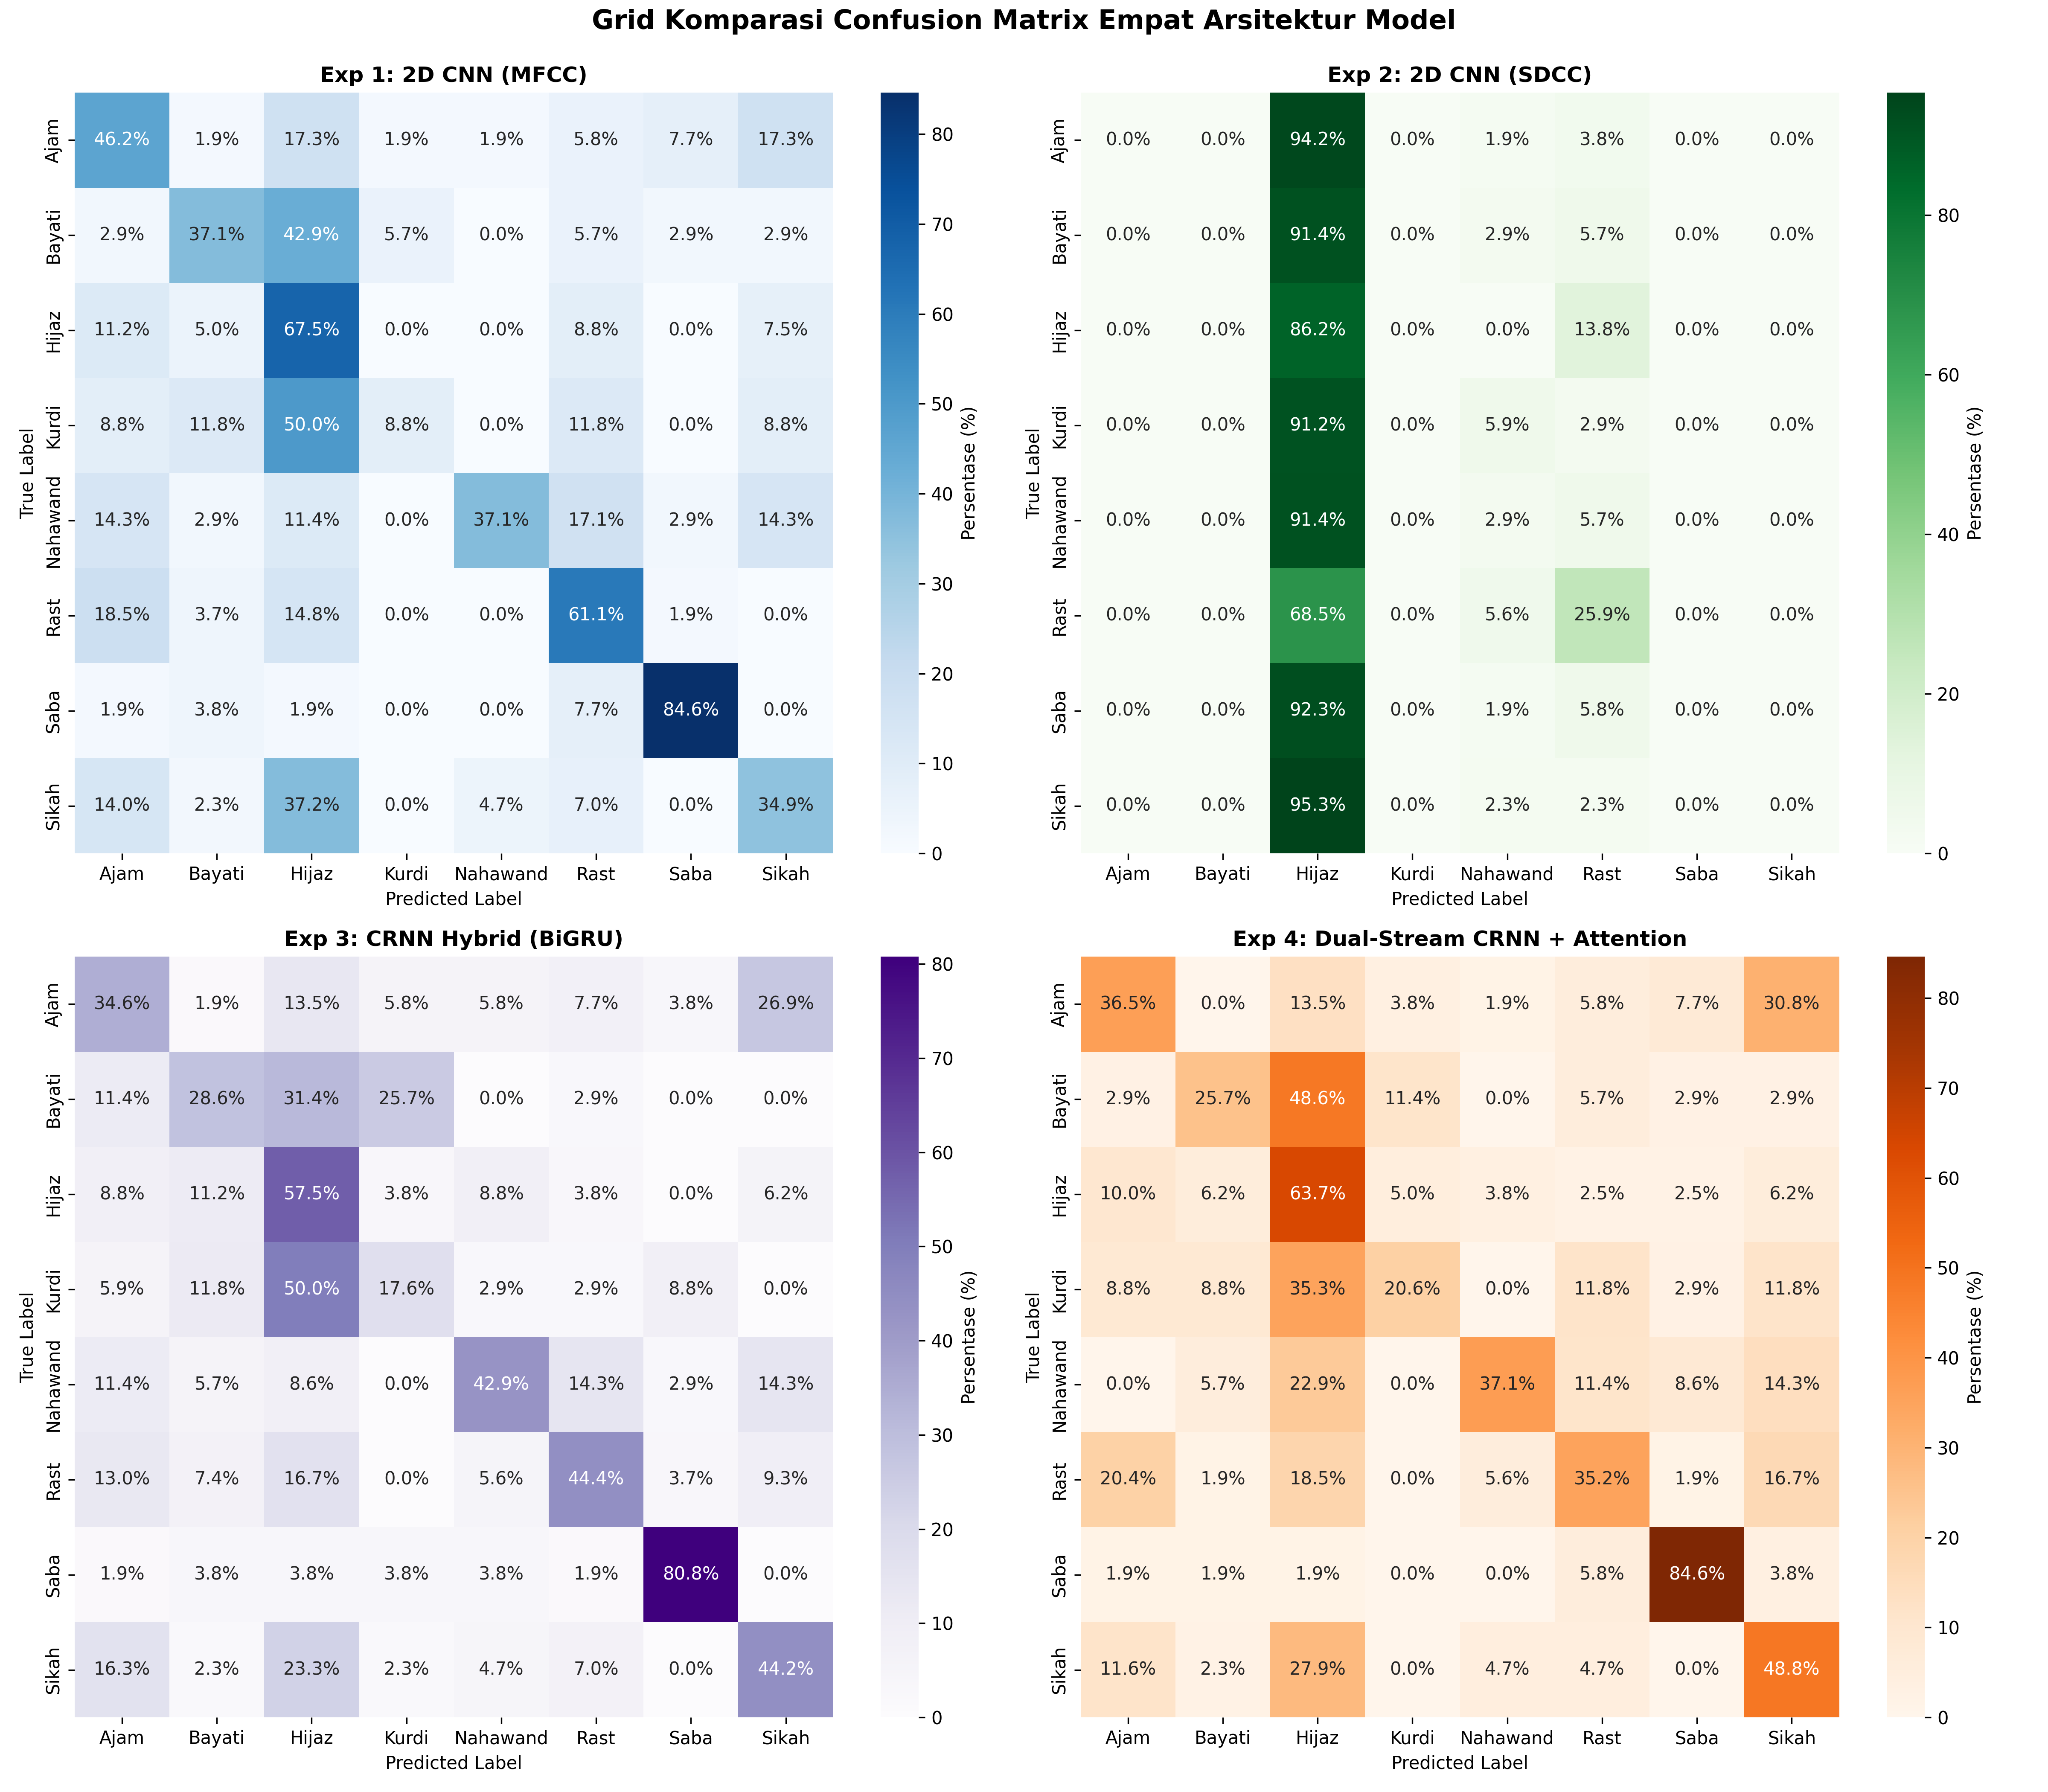 Grid Komparasi Confusion Matrix Empat Arsitektur Model
Exp 1: 2D CNN (MFCC)
True Label
Ajam 46.2% 1.9% 17.3% 1.9% 1.9% 5.8% 7.7% 17.3%
Bayati 2.9% 37.1% 42.9% 5.7% 0.0% 5.7% 2.9% 2.9%
Hijaz 11.2% 5.0% 67.5% 0.0% 0.0% 8.8% 0.0% 7.5%
Kurdi 8.8% 11.8% 50.0% 8.8% 0.0% 11.8% 0.0% 8.8%
Nahawand 14.3% 2.9% 11.4% 0.0% 37.1% 17.1% 2.9% 14.3%
Rast 18.5% 3.7% 14.8% 0.0% 0.0% 61.1% 1.9% 0.0%
Saba 1.9% 3.8% 1.9% 0.0% 0.0% 7.7% 84.6% 0.0%
Sikah 14.0% 2.3% 37.2% 0.0% 4.7% 7.0% 0.0% 34.9%
Ajam Bayati Hijaz Kurdi Nahawand Rast Saba Sikah
Predicted Label
80
70
60
50
40
30
20
10
0
Persentase (%)
Exp 2: 2D CNN (SDCC)
True Label
Ajam 0.0% 0.0% 94.2% 0.0% 1.9% 3.8% 0.0% 0.0%
Bayati 0.0% 0.0% 91.4% 0.0% 2.9% 5.7% 0.0% 0.0%
Hijaz 0.0% 0.0% 86.2% 0.0% 0.0% 13.8% 0.0% 0.0%
Kurdi 0.0% 0.0% 91.2% 0.0% 5.9% 2.9% 0.0% 0.0%
Nahawand 0.0% 0.0% 91.4% 0.0% 2.9% 5.7% 0.0% 0.0%
Rast 0.0% 0.0% 68.5% 0.0% 5.6% 25.9% 0.0% 0.0%
Saba 0.0% 0.0% 92.3% 0.0% 1.9% 5.8% 0.0% 0.0%
Sikah 0.0% 0.0% 95.3% 0.0% 2.3% 2.3% 0.0% 0.0%
Ajam Bayati Hijaz Kurdi Nahawand Rast Saba Sikah
Predicted Label
80
60
40
20
0
Persentase (%)
Exp 3: CRNN Hybrid (BiGRU)
True Label
Ajam 34.6% 1.9% 13.5% 5.8% 5.8% 7.7% 3.8% 26.9%
Bayati 11.4% 28.6% 31.4% 25.7% 0.0% 2.9% 0.0% 0.0%
Hijaz 8.8% 11.2% 57.5% 3.8% 8.8% 3.8% 0.0% 6.2%
Kurdi 5.9% 11.8% 50.0% 17.6% 2.9% 2.9% 8.8% 0.0%
Nahawand 11.4% 5.7% 8.6% 0.0% 42.9% 14.3% 2.9% 14.3%
Rast 13.0% 7.4% 16.7% 0.0% 5.6% 44.4% 3.7% 9.3%
Saba 1.9% 3.8% 3.8% 3.8% 3.8% 1.9% 80.8% 0.0%
Sikah 16.3% 2.3% 23.3% 2.3% 4.7% 7.0% 0.0% 44.2%
Ajam Bayati Hijaz Kurdi Nahawand Rast Saba Sikah
Predicted Label
80
70
60
50
40
30
20
10
0
Persentase (%)
Exp 4: Dual-Stream CRNN + Attention
True Label
Ajam 36.5% 0.0% 13.5% 3.8% 1.9% 5.8% 7.7% 30.8%
Bayati 2.9% 25.7% 48.6% 11.4% 0.0% 5.7% 2.9% 2.9%
Hijaz 10.0% 6.2% 63.7% 5.0% 3.8% 2.5% 2.5% 6.2%
Kurdi 8.8% 8.8% 35.3% 20.6% 0.0% 11.8% 2.9% 11.8%
Nahawand 0.0% 5.7% 22.9% 0.0% 37.1% 11.4% 8.6% 14.3%
Rast 20.4% 1.9% 18.5% 0.0% 5.6% 35.2% 1.9% 16.7%
Saba 1.9% 1.9% 1.9% 0.0% 0.0% 5.8% 84.6% 3.8%
Sikah 11.6% 2.3% 27.9% 0.0% 4.7% 4.7% 0.0% 48.8%
Ajam Bayati Hijaz Kurdi Nahawand Rast Saba Sikah
Predicted Label
80
70
60
50
40
30
20
10
0
Persentase (%)